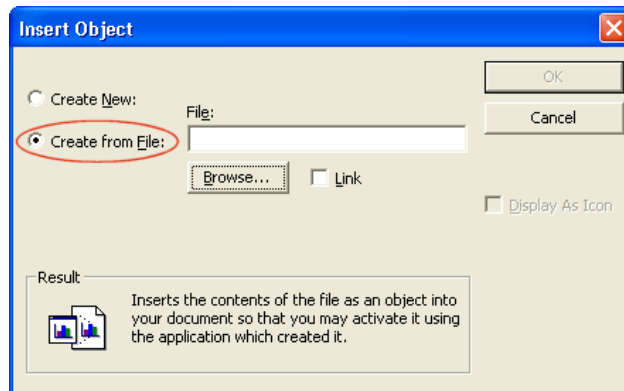 Insert Object
Create New:
Create from File:
File:
Browse...
Link
OK
Cancel
Display As Icon
Result
Inserts the contents of the file as an object into
your document so that you may activate it using
the application which created it.